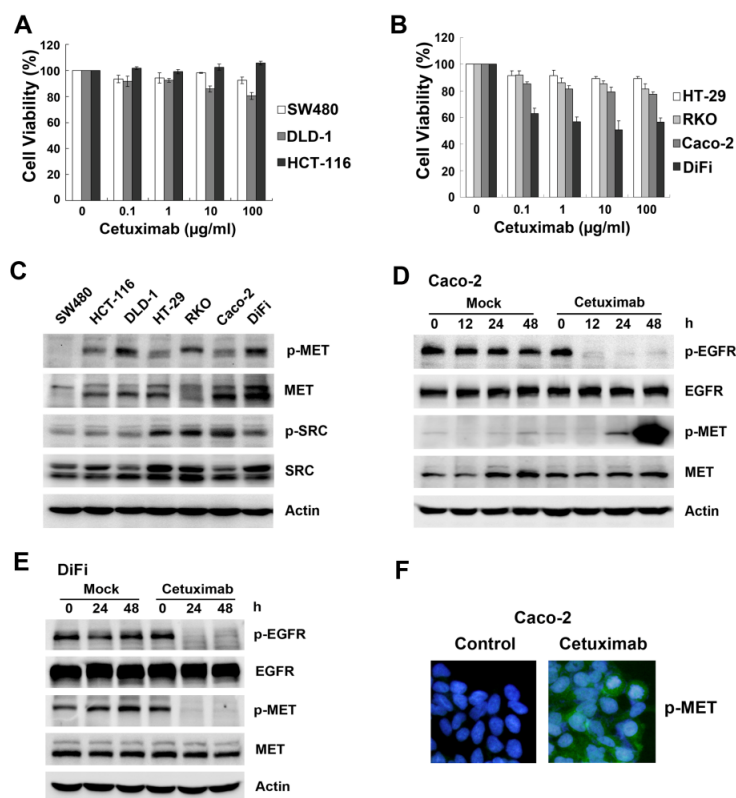 A
Cell Viability (%)
120
100
80
60
40
20
0
0 0.1 1 10 100
Cetuximab (µg/ml)
SW480
DLD-1
HCT-116
B
Cell Viability (%)
120
100
80
60
40
20
0
0 0.1 1 10 100
Cetuximab (µg/ml)
HT-29
RKO
Caco-2
DiFi
C
SW480 HCT-116 DLD-1 HT-29 RKO Caco-2 DiFi
p-MET
MET
p-SRC
SRC
Actin
D
Caco-2
Mock Cetuximab
0 12 24 48 0 12 24 48 h
p-EGFR
EGFR
p-MET
MET
Actin
E
DiFi
Mock Cetuximab
0 24 48 0 24 48 h
p-EGFR
EGFR
p-MET
MET
Actin
F
Caco-2
Control Cetuximab
p-MET